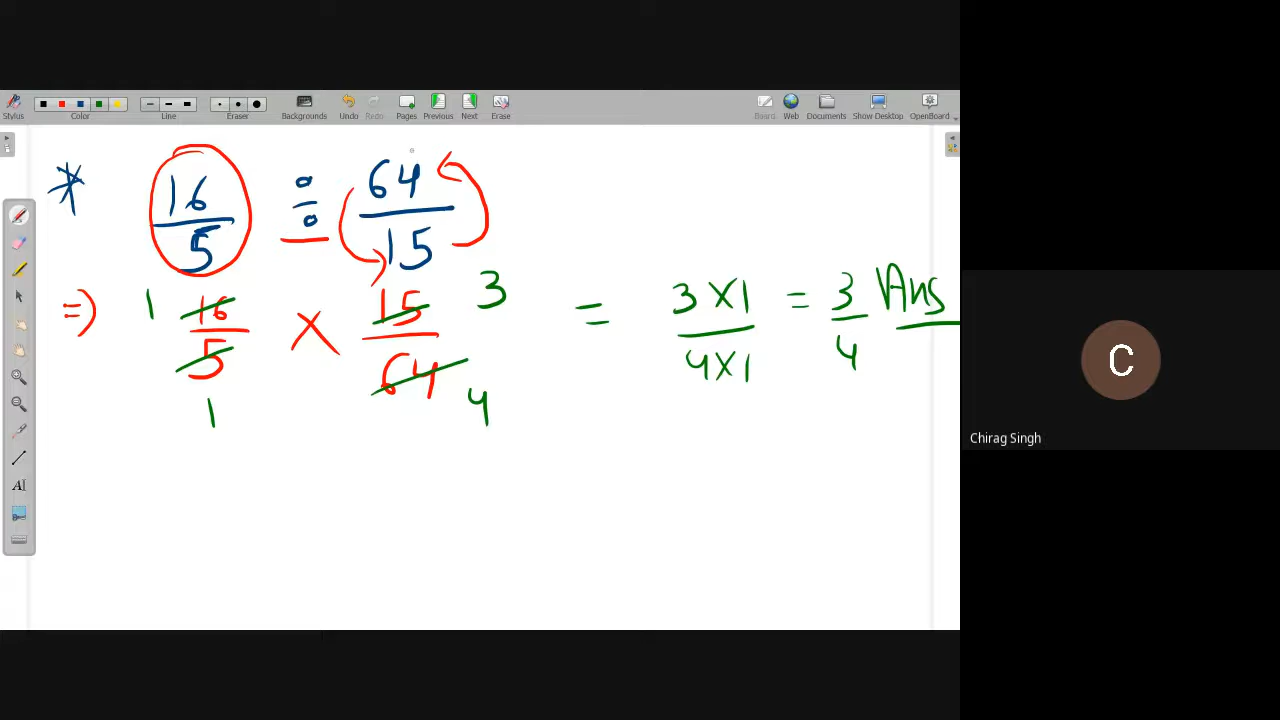 Stylus Color Line Eraser Backgrounds Undo Redo Pages Previous Next Erase Board Web Documents Show Desktop OpenBoard
* 16/5 ÷ 64/15
=> 1 16/5 1 × 15/64 3 4 = 3×1/4×1 = 3/4 Ans
AI
C
Chirag Singh